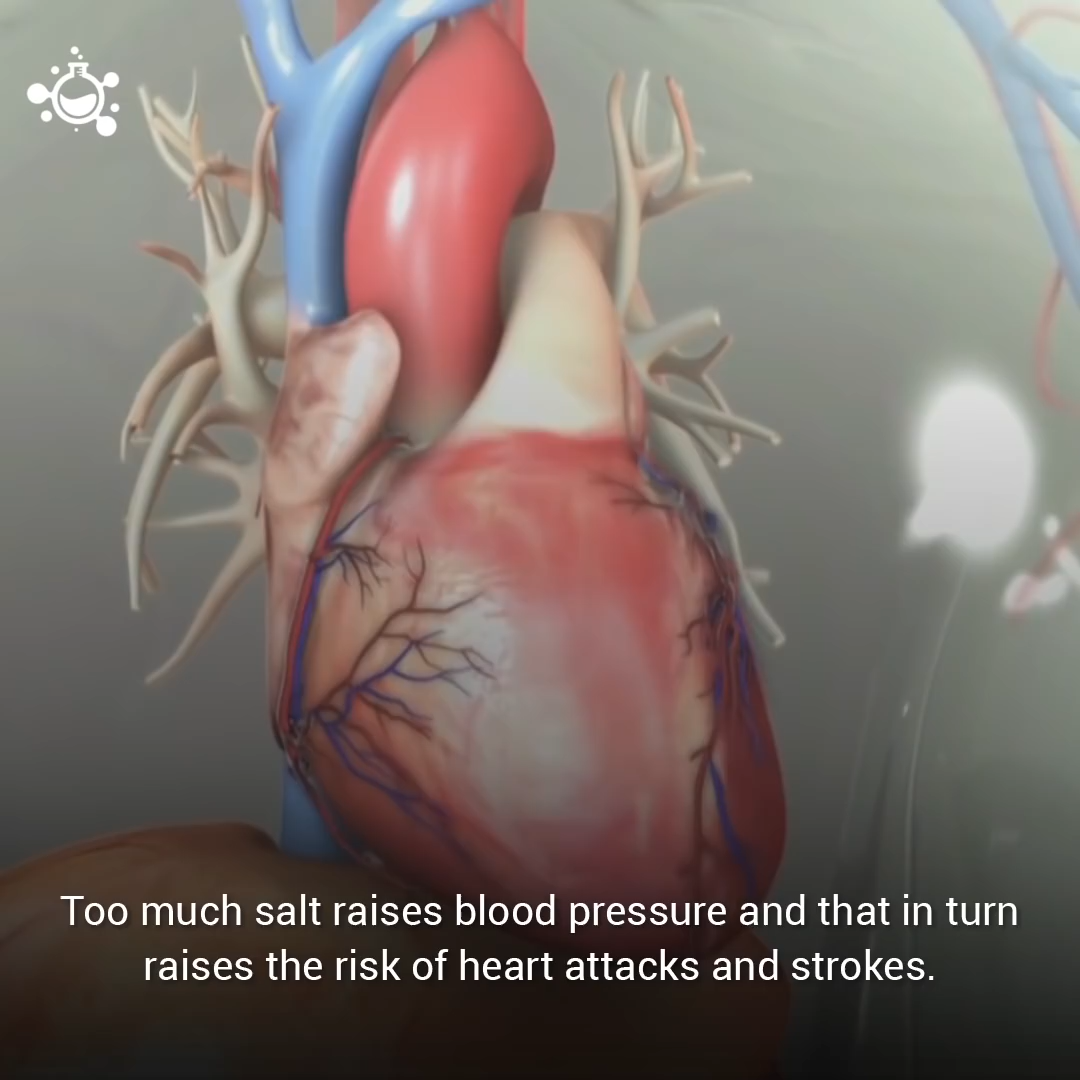 Too much salt raises blood pressure and that in turn
raises the risk of heart attacks and strokes.